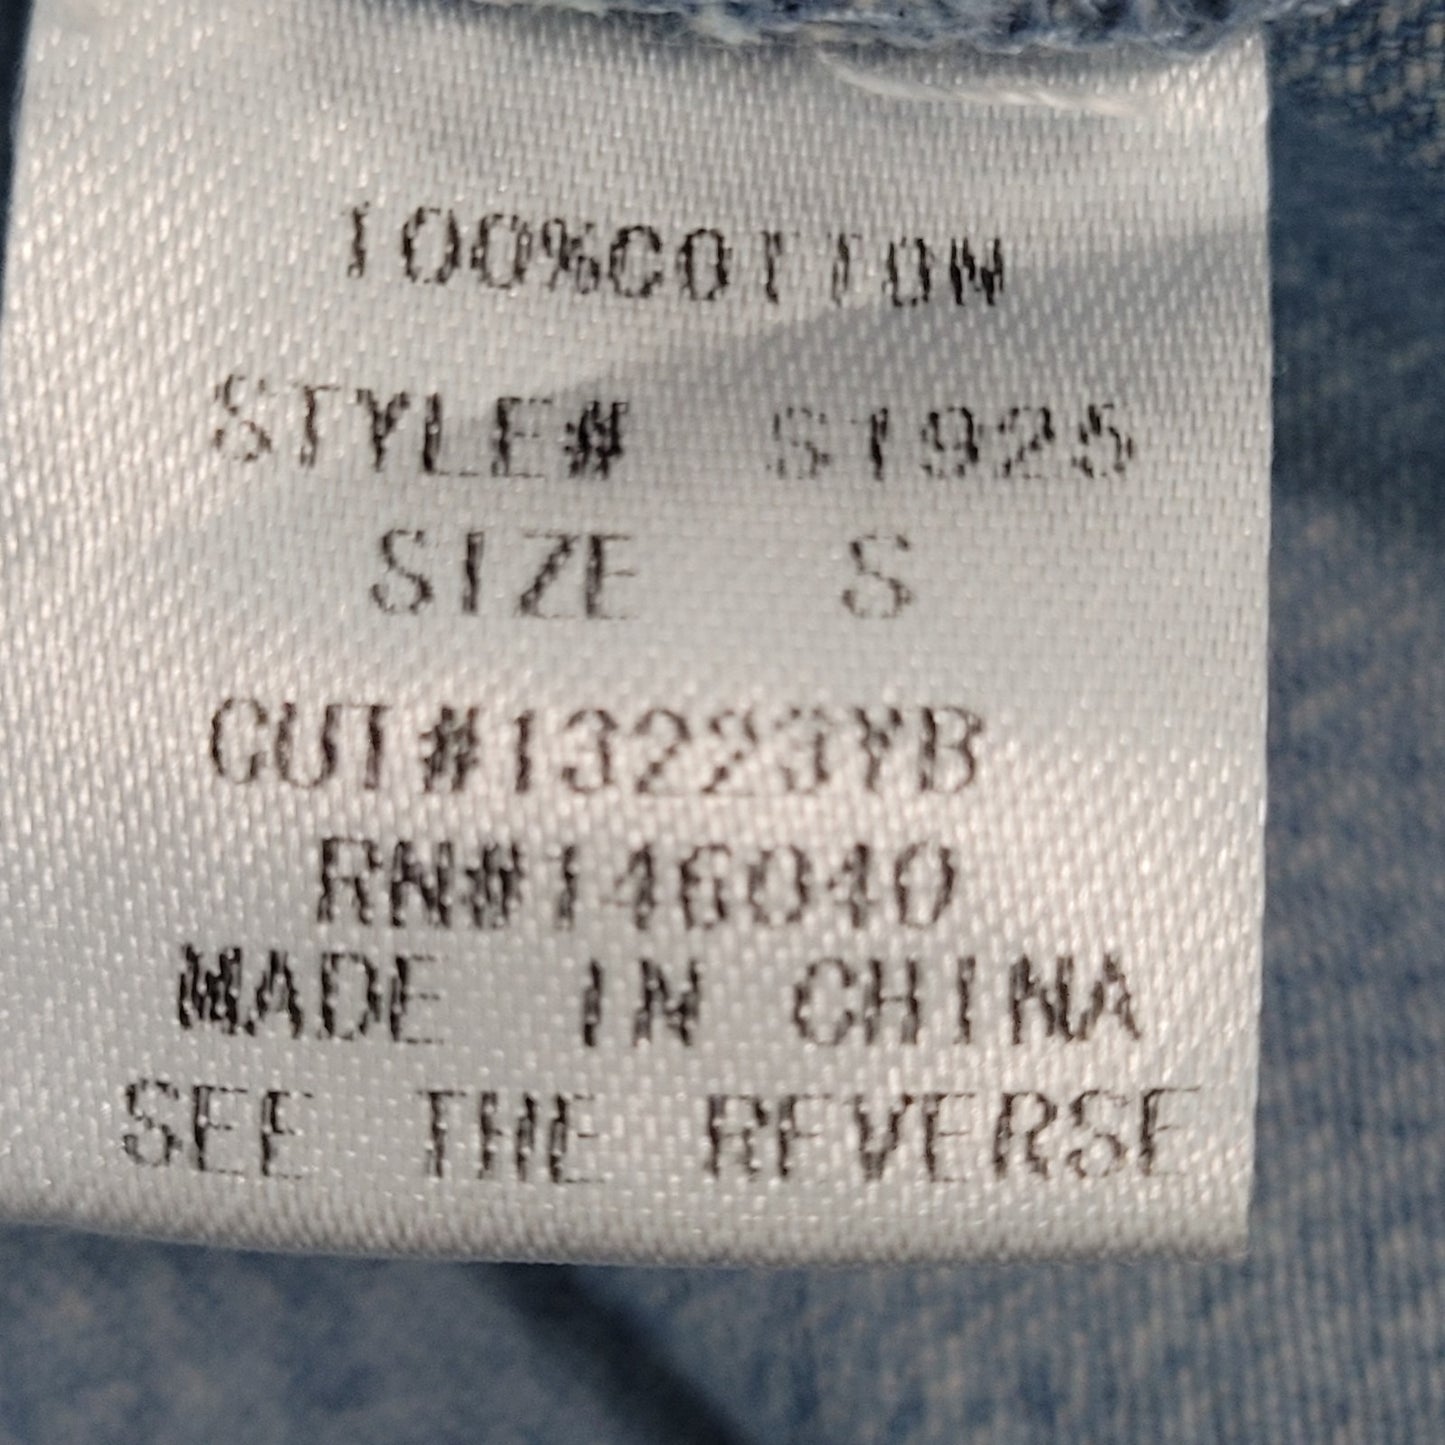 100%COTTON
STYLE# S1925
SIZE S
CUT#13223YB
RN#146040
MADE IN CHINA
SEE THE REVERSE